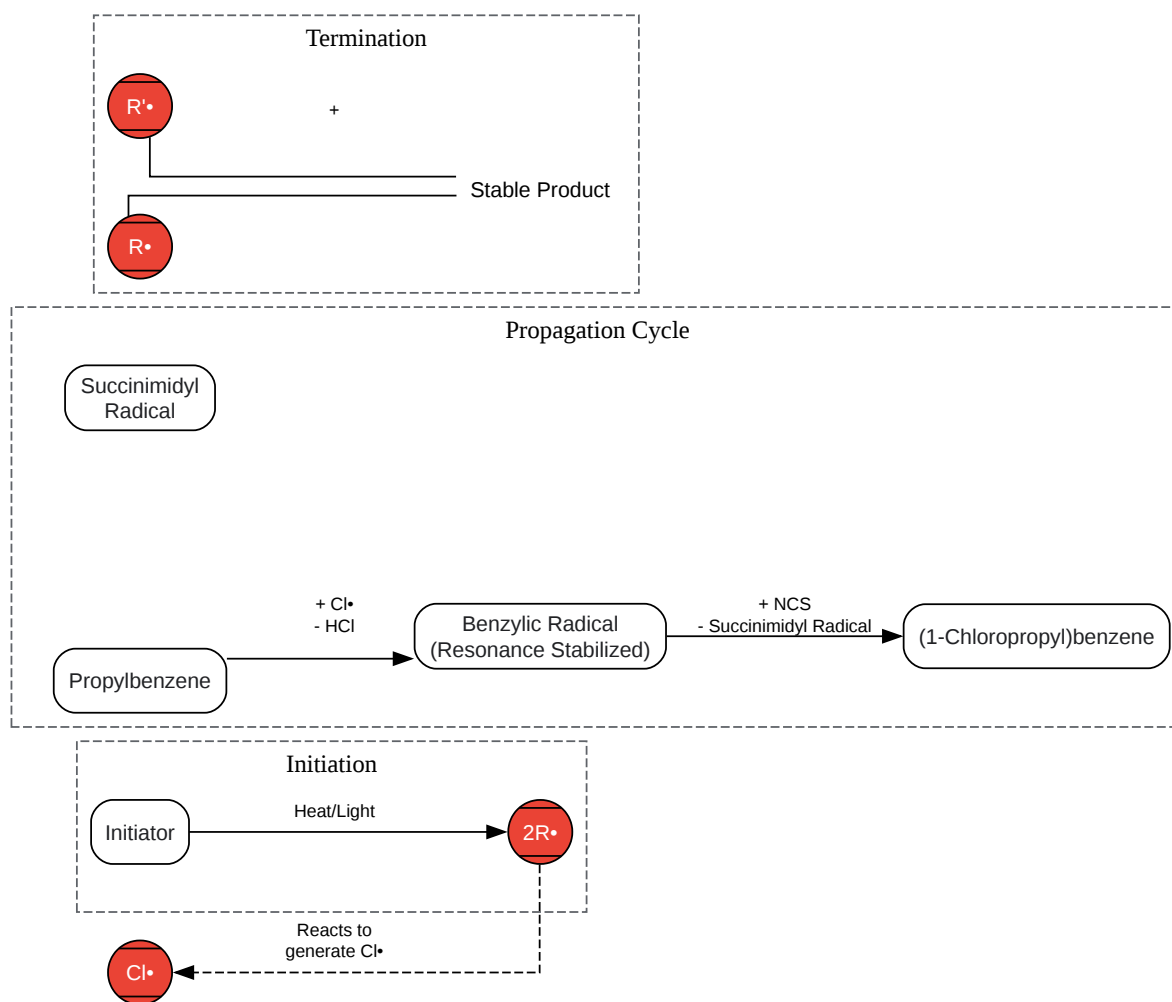 Termination
R'•
+
Stable Product
R•
Propagation Cycle
Succinimidyl
Radical
+ Cl•
- HCl
Benzylic Radical
(Resonance Stabilized)
+ NCS
- Succinimidyl Radical
(1-Chloropropyl)benzene
Propylbenzene
Initiation
Initiator
Heat/Light
2R•
Reacts to
generate Cl•
Cl•